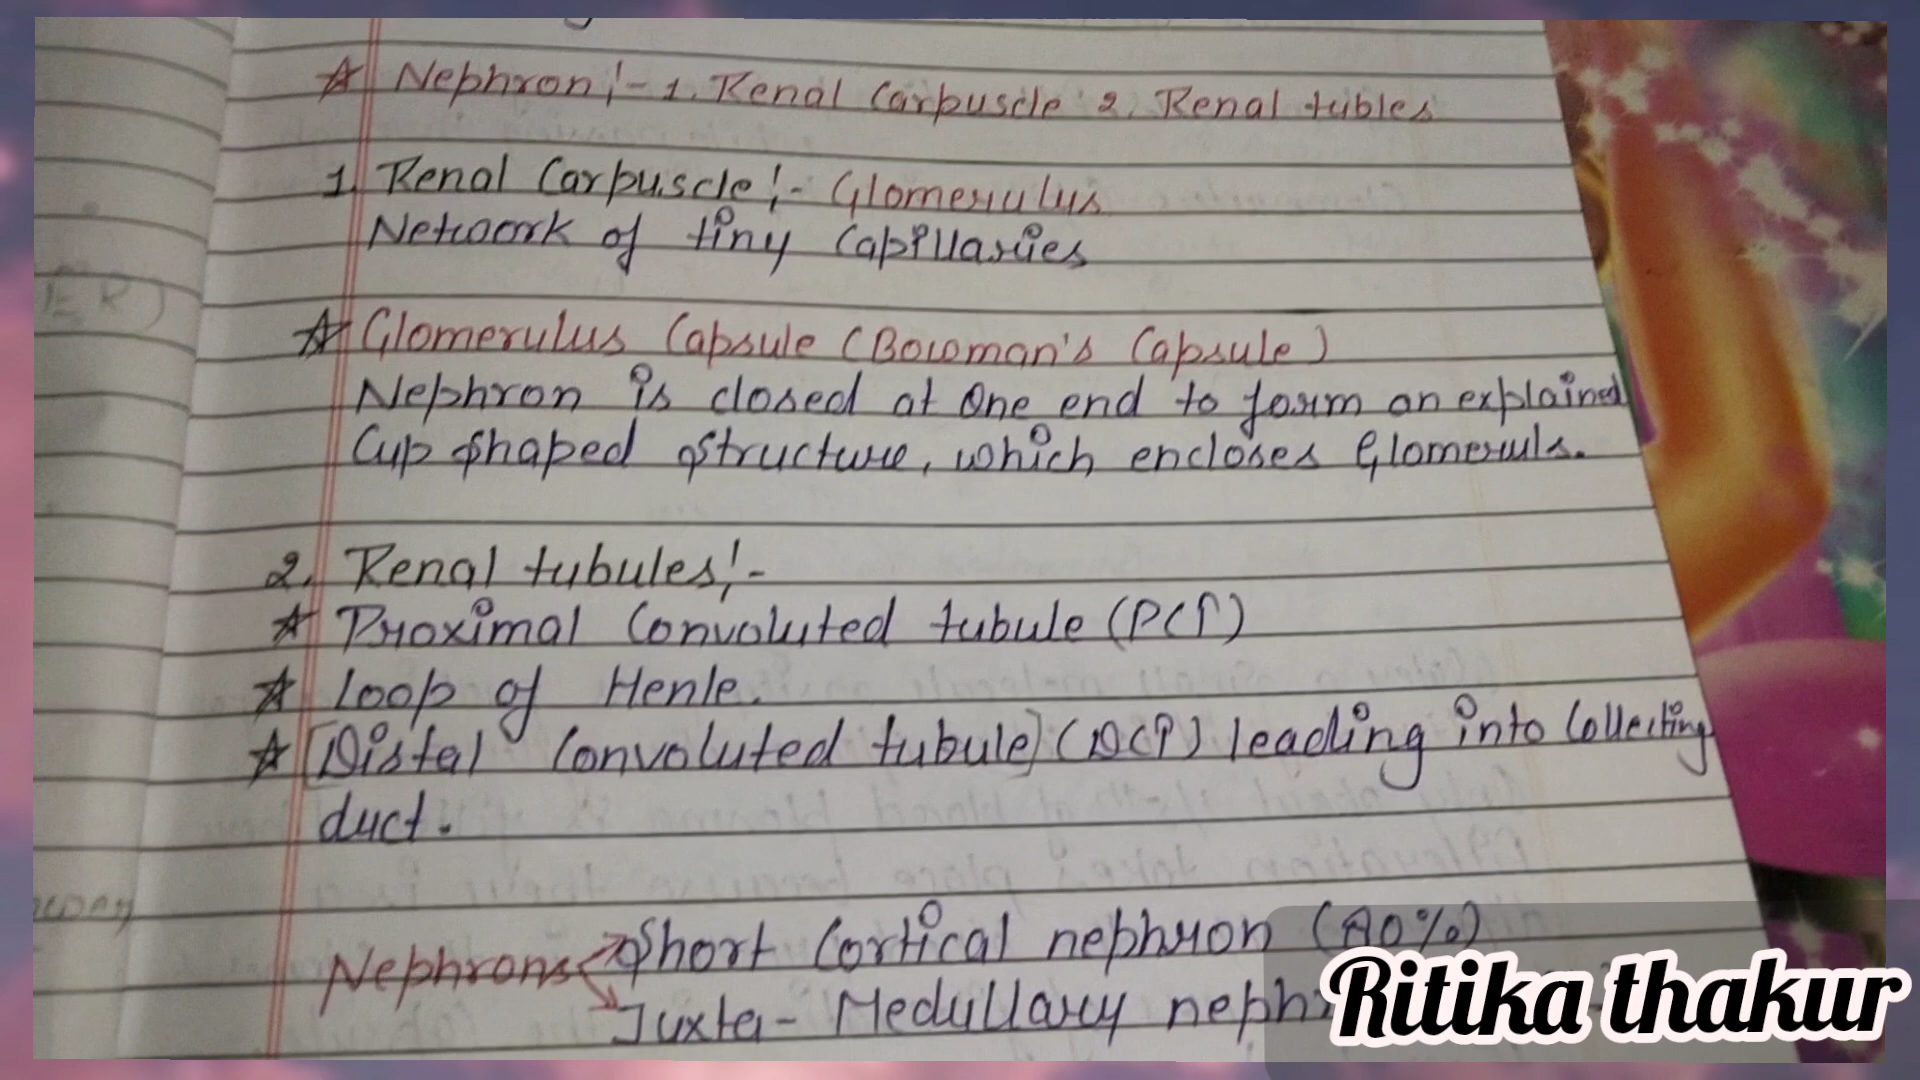 ☆ Nephron:- 1. Renal Carpuscle 2. Renal tubles
1. Renal Carpuscle:- Glomerulus
Network of tiny Capillaries
☆ Glomerulus Capsule (Bowman's Capsule)
Nephron is closed at one end to form an explained
Cup shaped structure, which encloses Glomeruls.
2. Renal tubules:-
☆ Proximal Convoluted tubule (PCT)
☆ Loop of Henle.
☆ [Distal Convoluted tubule] (DCT) leading into Collecting
duct.
Nephrons Short Cortical nephron (80%)
Juxta-Medullary
Ritika thakur